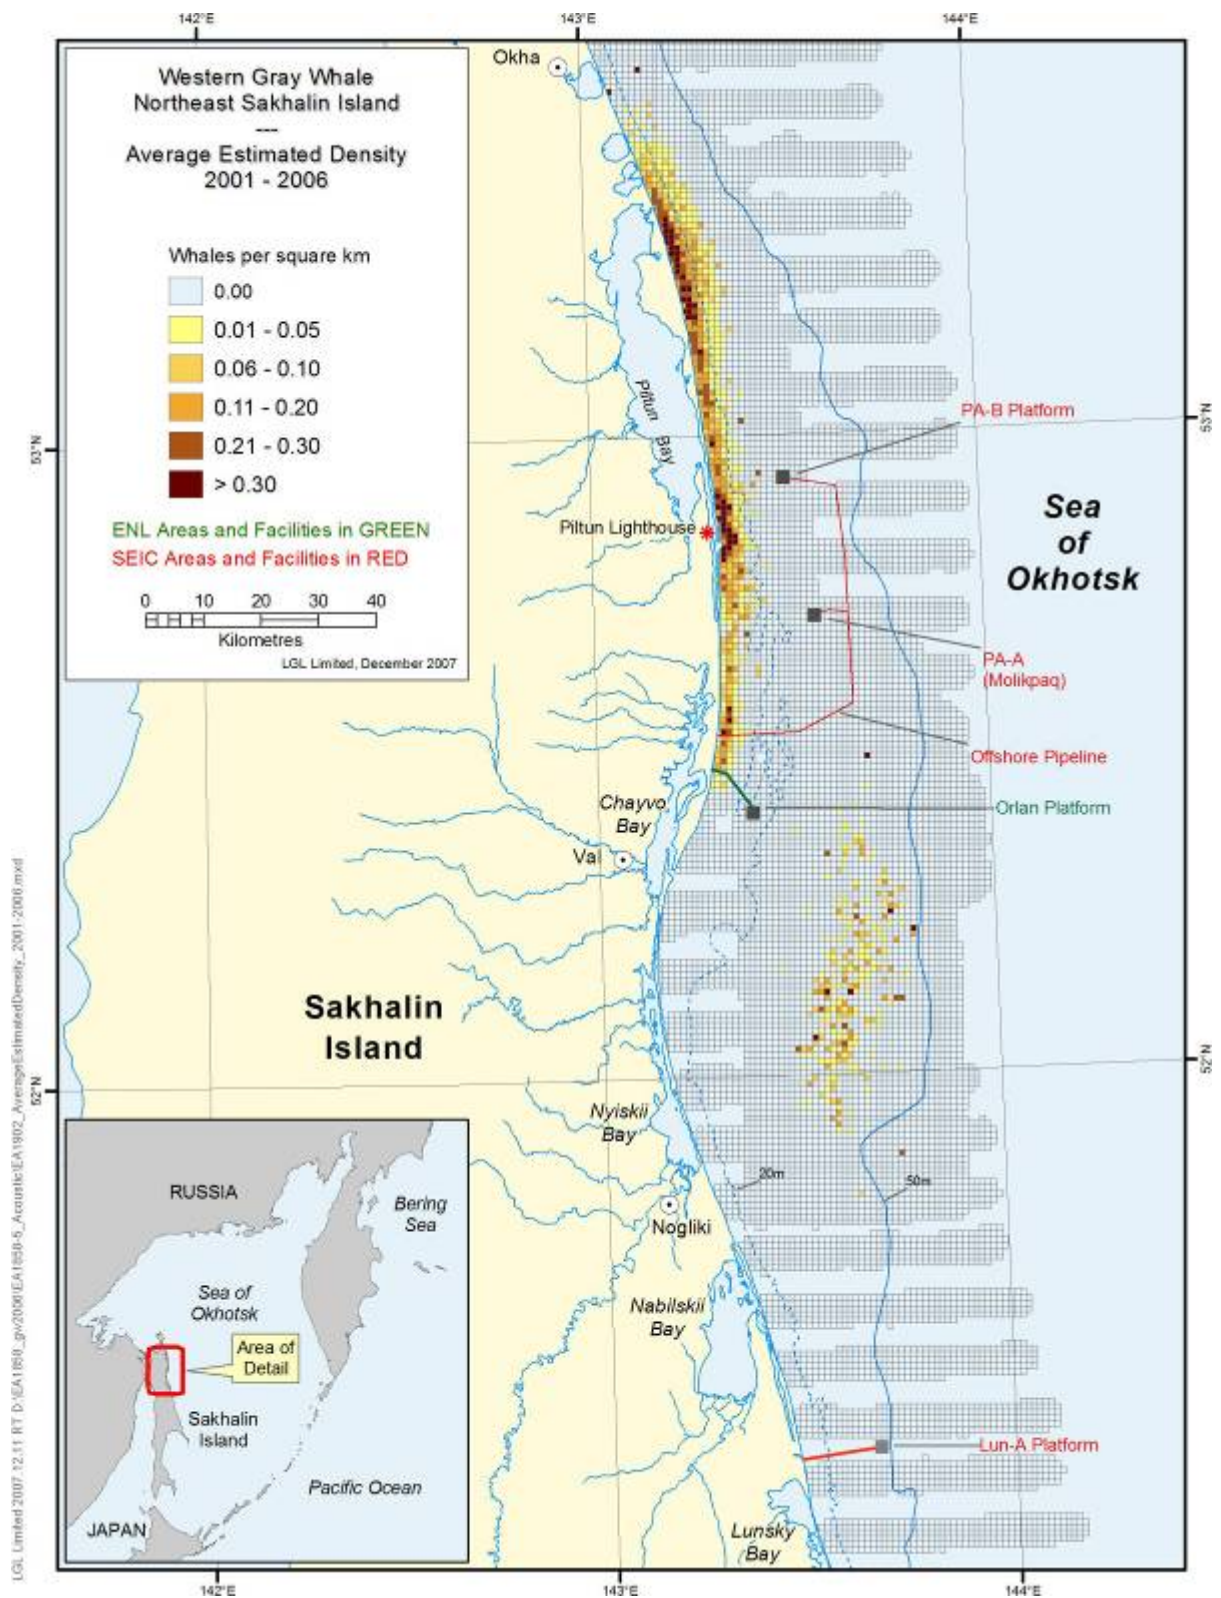 142°E
143°E
144°E
Western Gray Whale
Northeast Sakhalin Island
---
Average Estimated Density
2001 - 2006
Whales per square km
0.00
0.01 - 0.05
0.06 - 0.10
0.11 - 0.20
0.21 - 0.30
> 0.30
ENL Areas and Facilities in GREEN
SEIC Areas and Facilities in RED
0 10 20 30 40
Kilometres
LGL Limited, December 2007
Okha
Piltun Bay
53°N
53°N
PA-B Platform
Piltun Lighthouse
Sea
of
Okhotsk
PA-A
(Molikpaq)
Offshore Pipeline
Orlan Platform
Chayvo
Bay
Val
Sakhalin
Island
52°N
52°N
Nyiskii
Bay
20m
50m
Nogliki
Nabilskii
Bay
Lun-A Platform
Lunsky
Bay
RUSSIA
Bering
Sea
Sea of
Okhotsk
Area of
Detail
Sakhalin
Island
Pacific Ocean
JAPAN
142°E
143°E
144°E